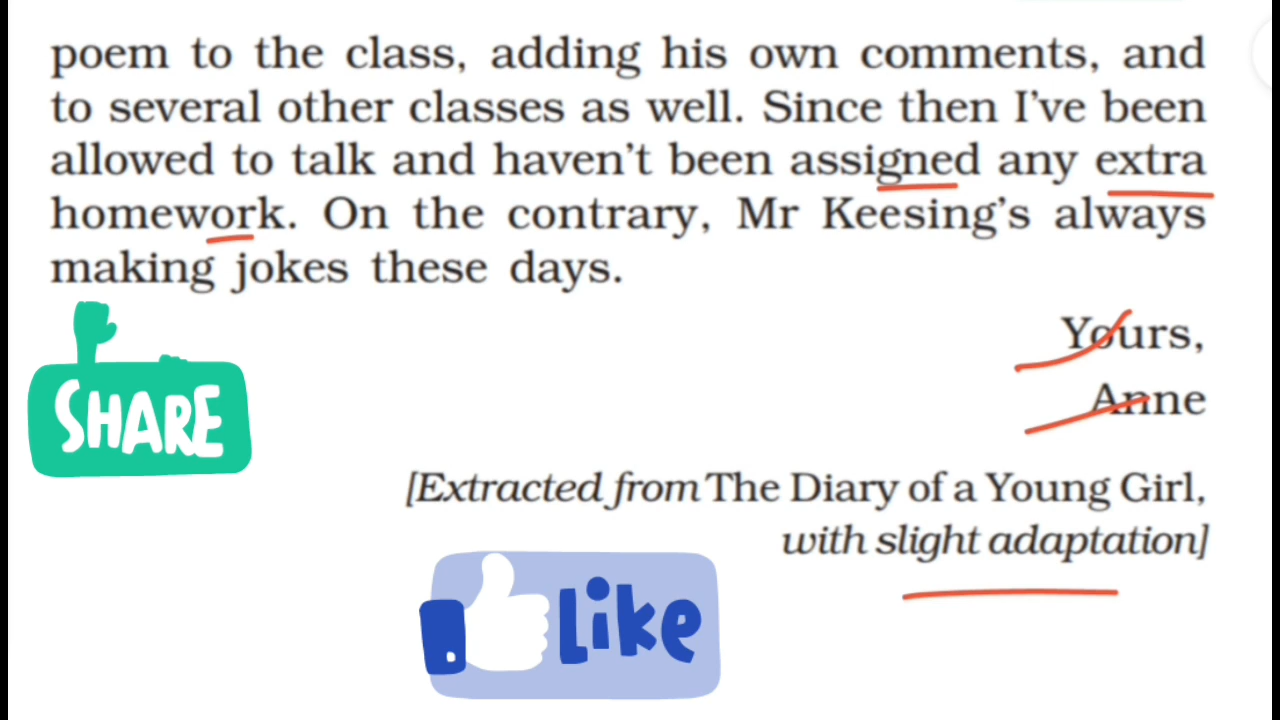 poem to the class, adding his own comments, and
to several other classes as well. Since then I've been
allowed to talk and haven't been assigned any extra
homework. On the contrary, Mr Keesing's always
making jokes these days.
Yours,
Anne
SHARE
[Extracted from The Diary of a Young Girl,
with slight adaptation]
Like